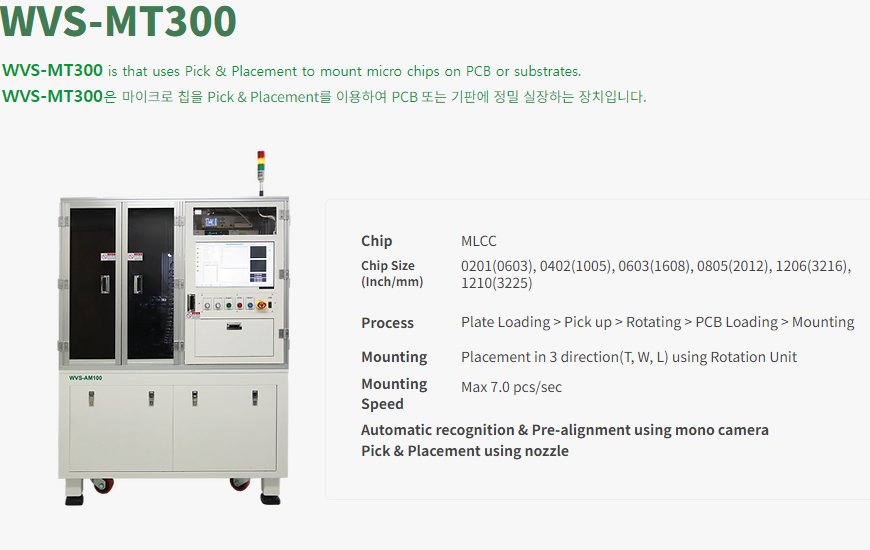 WVS-MT300
WVS-MT300 is that uses Pick & Placement to mount micro chips on PCB or substrates.
WVS-MT300은 마이크로 칩을 Pick & Placement를 이용하여 PCB 또는 기판에 정밀 실장하는 장치입니다.
WVS-AM100
Chip MLCC
Chip Size 0201(0603), 0402(1005), 0603(1608), 0805(2012), 1206(3216),
(Inch/mm) 1210(3225)
Process Plate Loading > Pick up > Rotating > PCB Loading > Mounting
Mounting Placement in 3 direction(T, W, L) using Rotation Unit
Mounting Max 7.0 pcs/sec
Speed
Automatic recognition & Pre-alignment using mono camera
Pick & Placement using nozzle